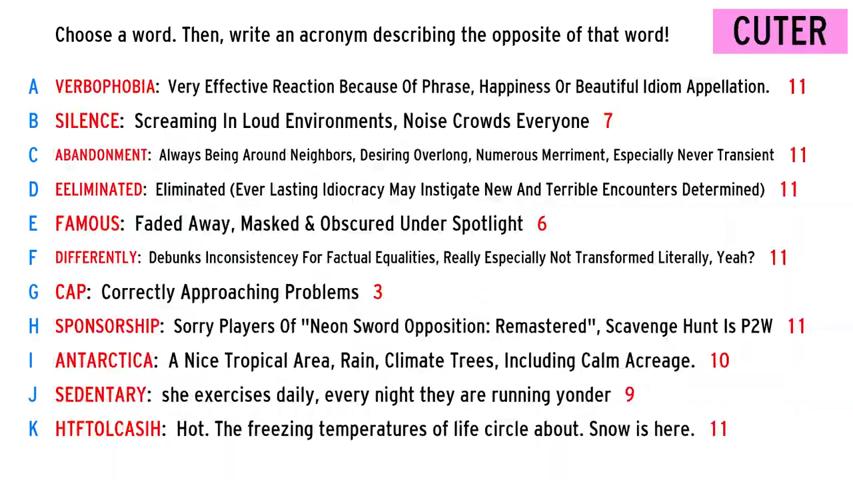 Choose a word. Then, write an acronym describing the opposite of that word!
CUTER
A VERBOPHOBIA: Very Effective Reaction Because Of Phrase, Happiness Or Beautiful Idiom Appellation. 11
B SILENCE: Screaming In Loud Environments, Noise Crowds Everyone 7
C ABANDONMENT: Always Being Around Neighbors, Desiring Overlong, Numerous Merriment, Especially Never Transient 11
D EELIMINATED: Eliminated (Ever Lasting Idiocracy May Instigate New And Terrible Encounters Determined) 11
E FAMOUS: Faded Away, Masked & Obscured Under Spotlight 6
F DIFFERENTLY: Debunks Inconsistencey For Factual Equalities, Really Especially Not Transformed Literally, Yeah? 11
G CAP: Correctly Approaching Problems 3
H SPONSORSHIP: Sorry Players Of "Neon Sword Opposition: Remastered", Scavenge Hunt Is P2W 11
I ANTARCTICA: A Nice Tropical Area, Rain, Climate Trees, Including Calm Acreage. 10
J SEDENTARY: she exercises daily, every night they are running yonder 9
K HTFTOLCASIH: Hot. The freezing temperatures of life circle about. Snow is here. 11